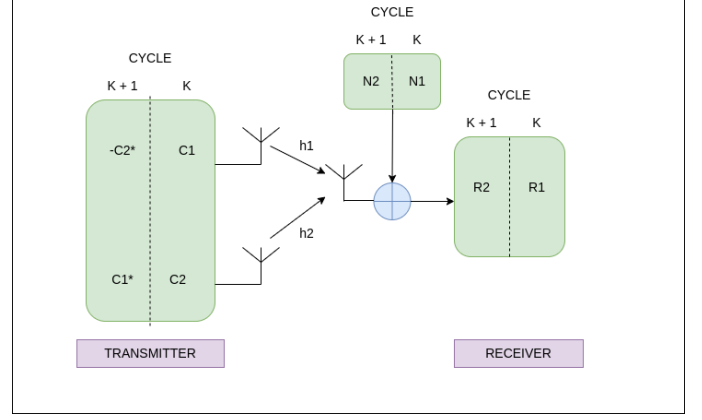 CYCLE
K + 1 K
N2 N1
CYCLE
K + 1 K
-C2* C1
C1* C2
h1
h2
CYCLE
K + 1 K
R2 R1
TRANSMITTER
RECEIVER